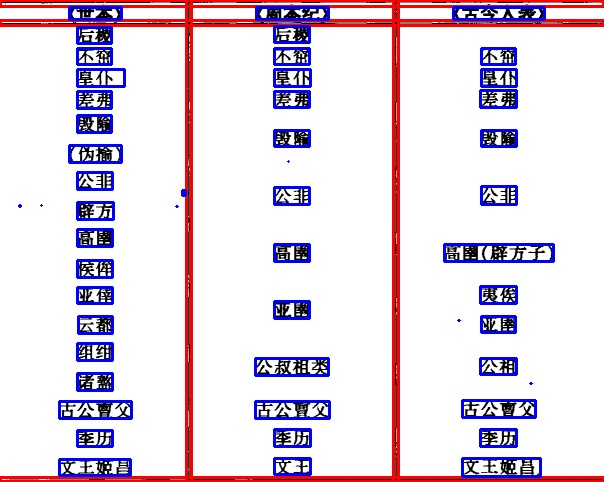 《世本》 《周本纪》 《古今人表》
后稷 后稷
不窋 不窋 不窋
皇仆 皇仆 皇仆
差弗 差弗 差弗
毁隃 毁隃 毁隃
(伪榆)
公非 公非 公非
辟方
高圉 高圉 高圉(辟方子)
侯侔
亚圉 夷俟
云都 亚圉
组绀
诸盩 公叔祖类 公祖
古公亶父 古公亶父 古公亶父
季历 季历 季历
文王姬昌 文王 文王姬昌